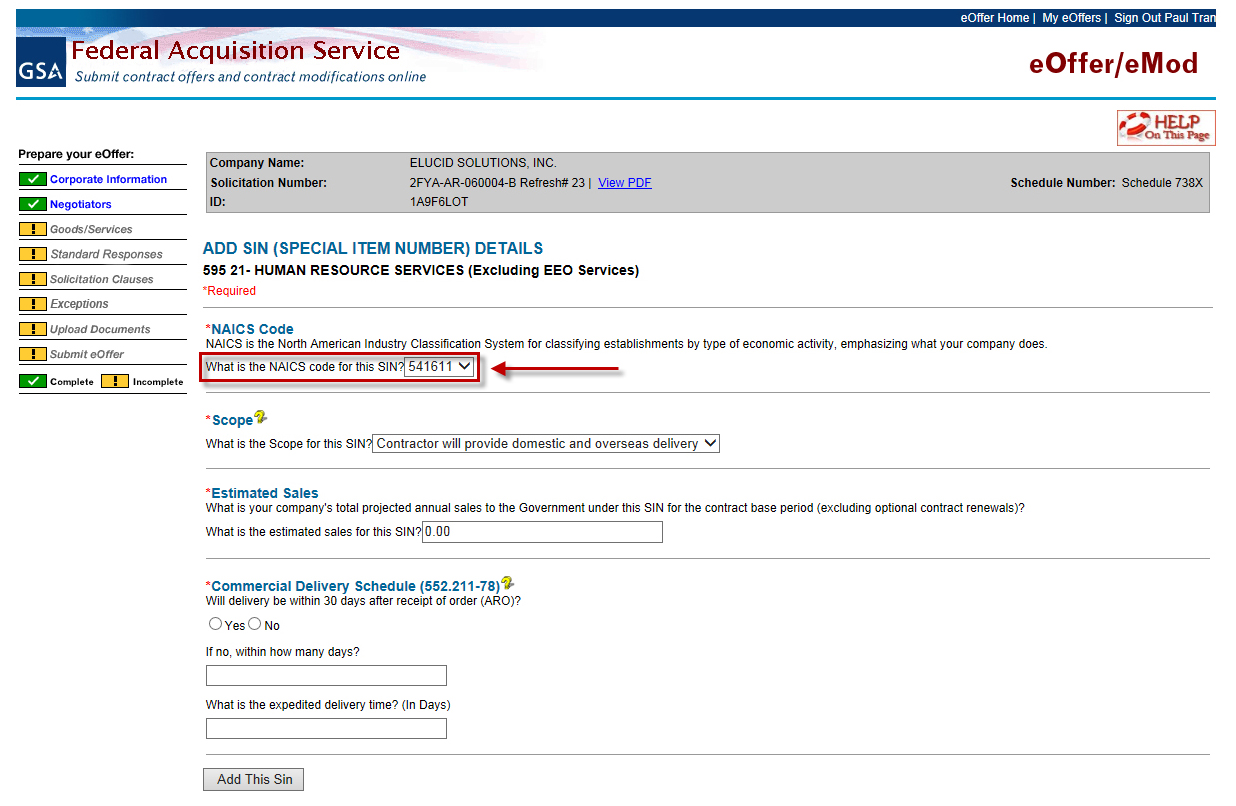 eOffer Home | My eOffers | Sign Out Paul Tran
GSA
Federal Acquisition Service
Submit contract offers and contract modifications online
eOffer/eMod
HELP
On This Page
Prepare your eOffer:
Corporate Information
Negotiators
! Goods/Services
! Standard Responses
! Solicitation Clauses
! Exceptions
! Upload Documents
! Submit eOffer
Complete ! Incomplete
Company Name: ELUCID SOLUTIONS, INC.
Solicitation Number: 2FYA-AR-060004-B Refresh# 23 | View PDF Schedule Number: Schedule 738X
ID: 1A9F6LOT
ADD SIN (SPECIAL ITEM NUMBER) DETAILS
595 21- HUMAN RESOURCE SERVICES (Excluding EEO Services)
*Required
*NAICS Code
NAICS is the North American Industry Classification System for classifying establishments by type of economic activity, emphasizing what your company does.
What is the NAICS code for this SIN? 541611
*Scope ?
What is the Scope for this SIN? Contractor will provide domestic and overseas delivery
*Estimated Sales
What is your company's total projected annual sales to the Government under this SIN for the contract base period (excluding optional contract renewals)?
What is the estimated sales for this SIN? 0.00
*Commercial Delivery Schedule (552.211-78) ?
Will delivery be within 30 days after receipt of order (ARO)?
Yes No
If no, within how many days?
What is the expedited delivery time? (In Days)
Add This Sin